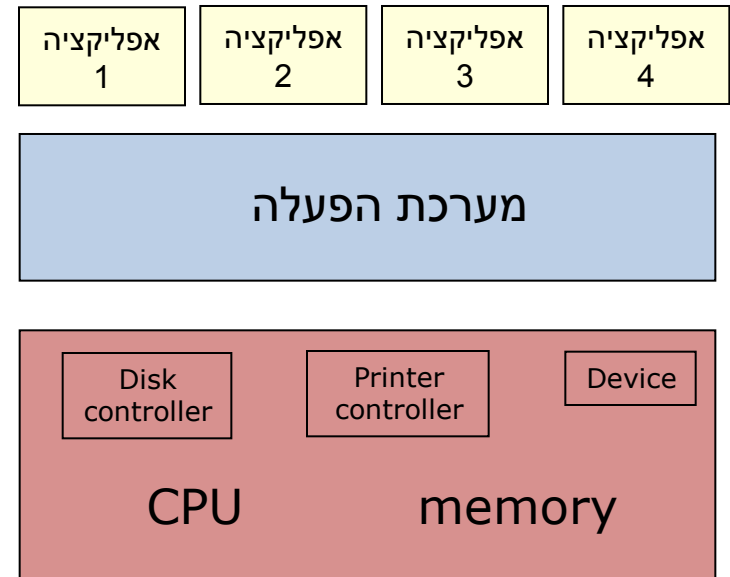 אפליקציה
1
אפליקציה
2
אפליקציה
3
אפליקציה
4
מערכת הפעלה
Disk
controller
Printer
controller
Device
CPU
memory